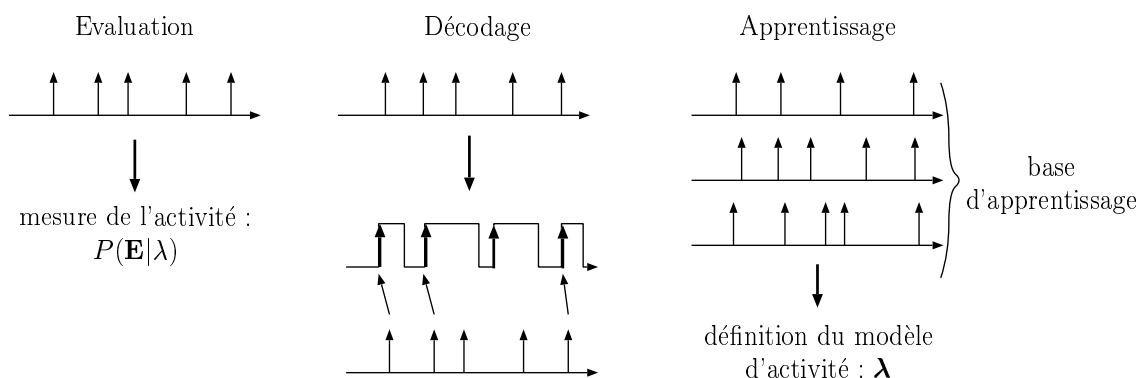 Evaluation
mesure de l'activité :
P(E|λ)
Décodage
Apprentissage
base
d'apprentissage
définition du modèle
d'activité : λ